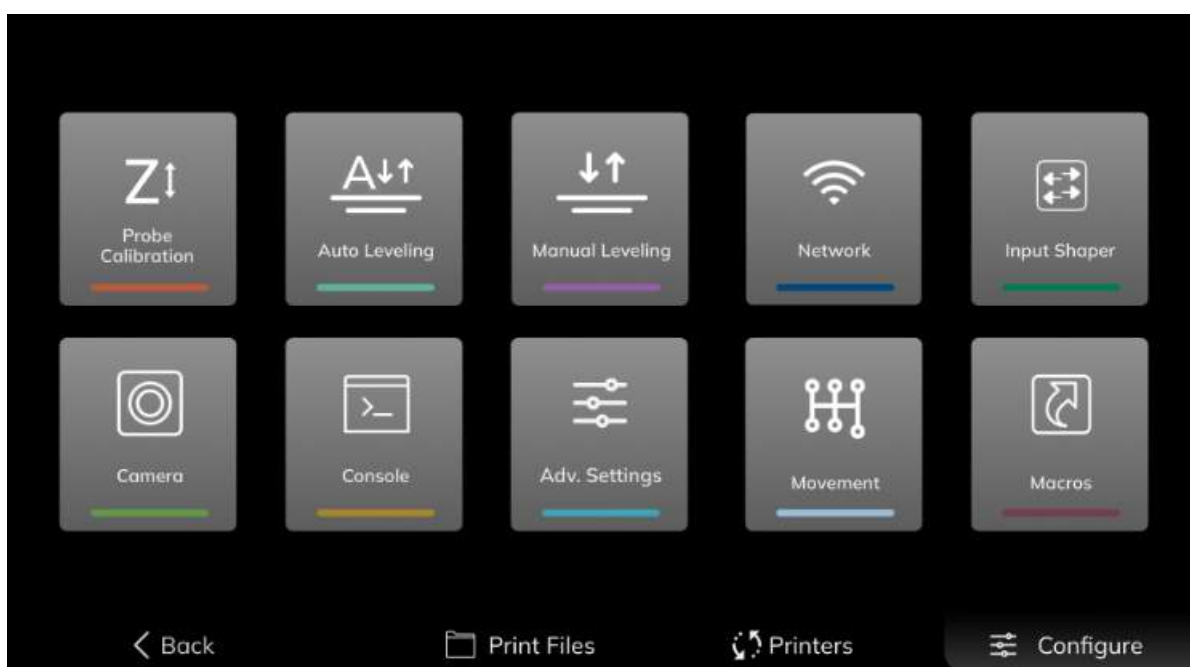 Z
Probe
Calibration
A
Auto Leveling
Manual Leveling
Network
Input Shaper
Camera
>_
Console
Adv. Settings
Movement
Macros
< Back
Print Files
Printers
Configure